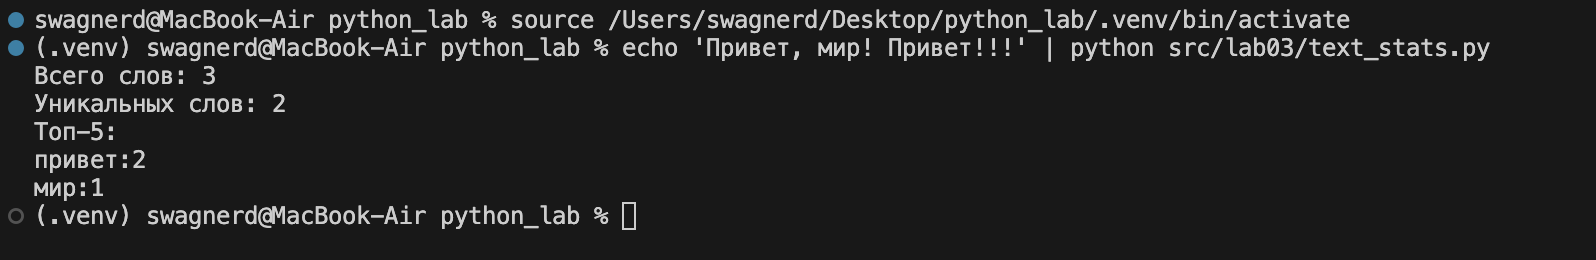 swagnerd@MacBook-Air python_lab % source /Users/swagnerd/Desktop/python_lab/.venv/bin/activate
(.venv) swagnerd@MacBook-Air python_lab % echo 'Привет, мир! Привет!!!' | python src/lab03/text_stats.py
Всего слов: 3
Уникальных слов: 2
Топ-5:
привет:2
мир:1
(.venv) swagnerd@MacBook-Air python_lab %